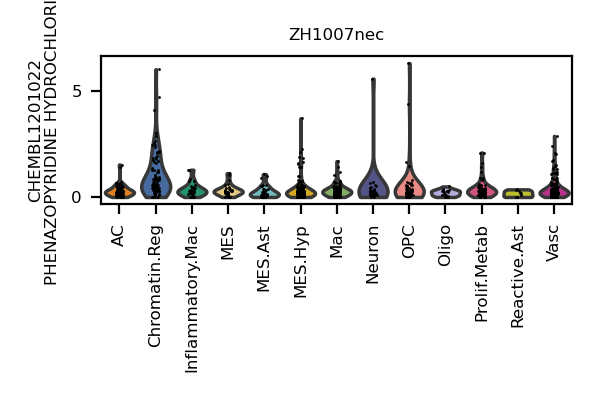 ZH1007nec
CHEMBL1201022
PHENAZOPYRIDINE HYDROCHLORI
5
0
AC
Chromatin.Reg
Inflammatory.Mac
MES
MES.Ast
MES.Hyp
Mac
Neuron
OPC
Oligo
Prolif.Metab
Reactive.Ast
Vasc